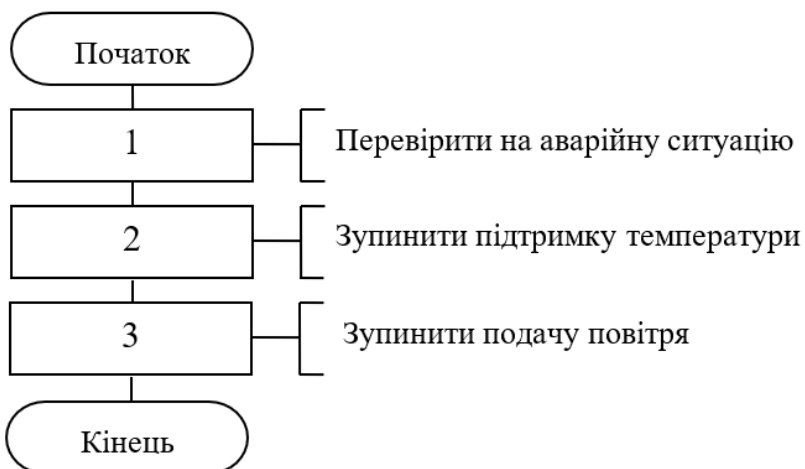 Початок
1
Перевірити на аварійну ситуацію
2
Зупинити підтримку температури
3
Зупинити подачу повітря
Кінець